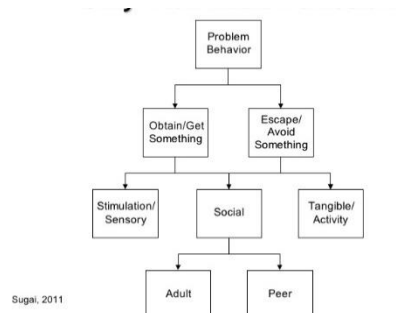 Problem
Behavior
Obtain/Get
Something
Escape/
Avoid
Something
Stimulation/
Sensory
Social
Tangible/
Activity
Adult
Peer
Sugai, 2011